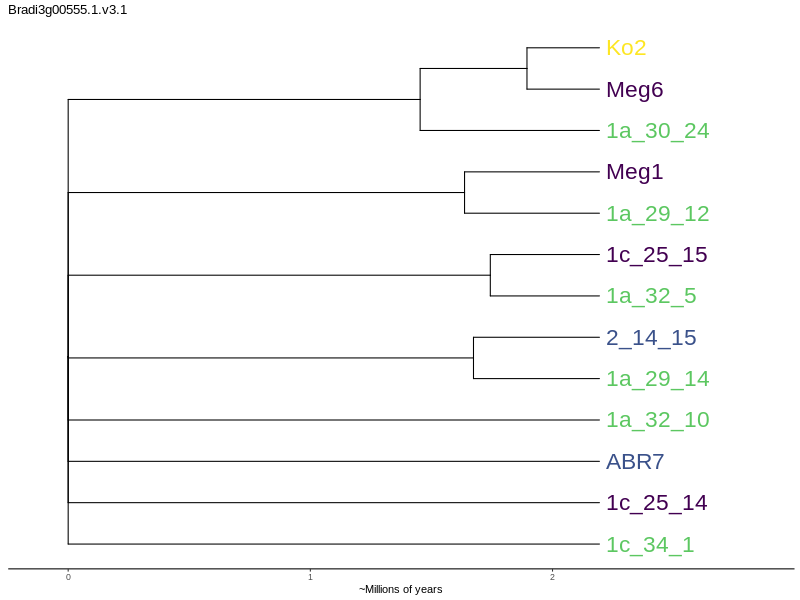 Bradi3g00555.1.v3.1
Ko2
Meg6
1a_30_24
Meg1
1a_29_12
1c_25_15
1a_32_5
2_14_15
1a_29_14
1a_32_10
ABR7
1c_25_14
1c_34_1
0 1 2
~Millions of years